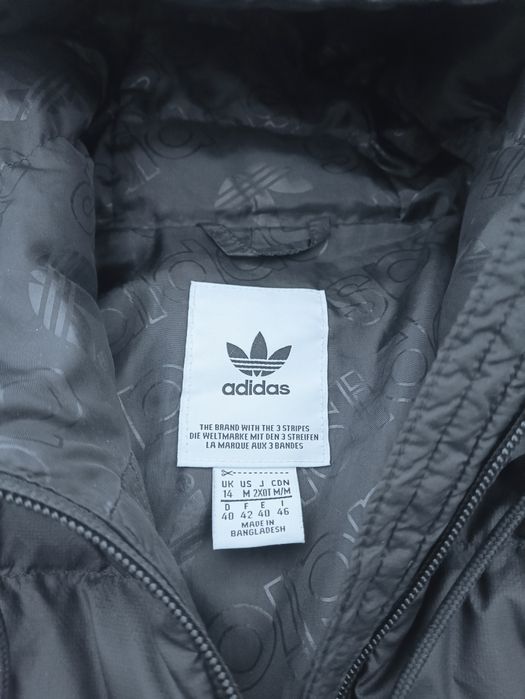 adidas
THE BRAND WITH THE 3 STRIPES
DIE WELTMARKE MIT DEN 3 STREIFEN
LA MARQUE AUX 3 BANDES
UK US J CDN
14 M 2XOT M/M
D F E I
40 42 40 46
MADE IN
BANGLADESH